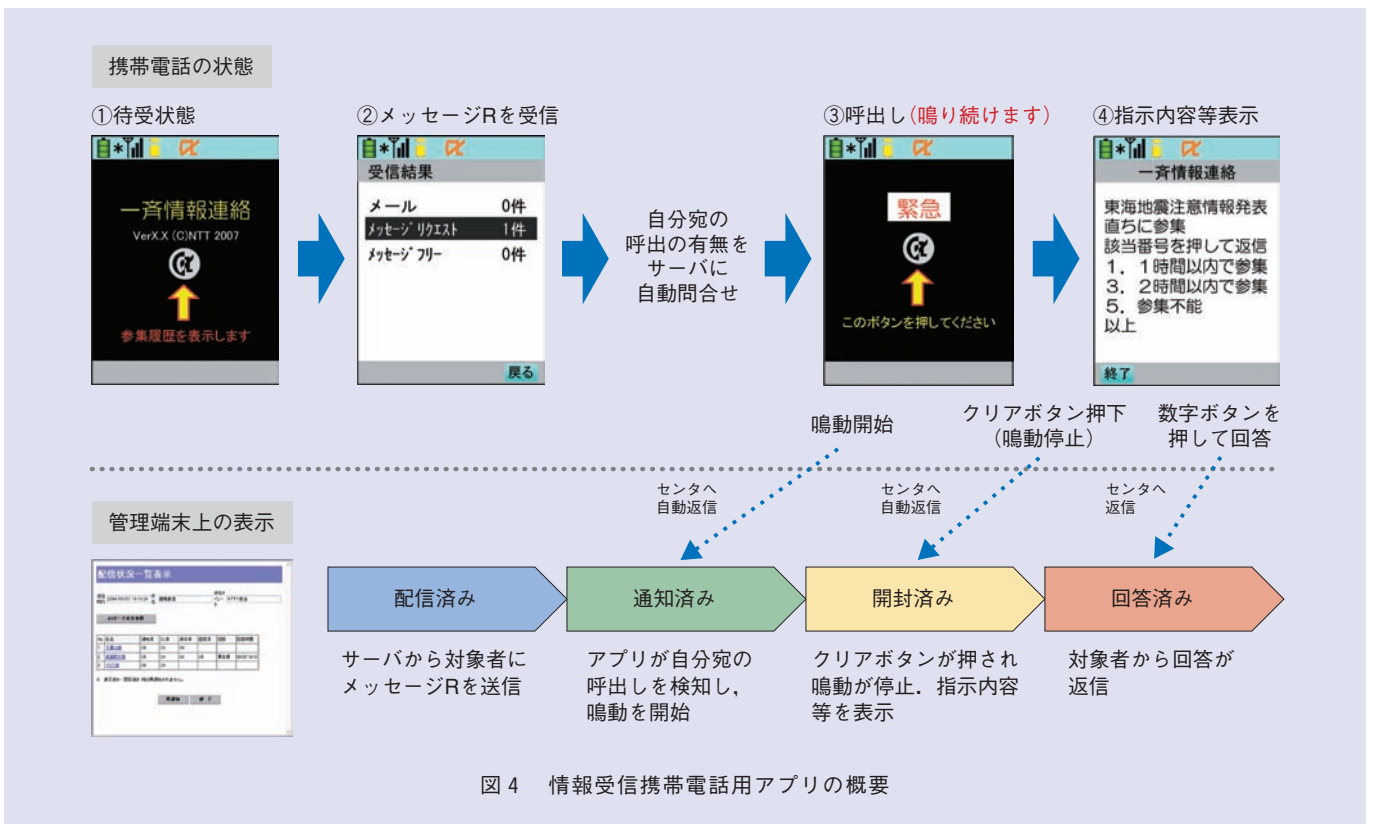 携帯電話の状態
①待受状態
②メッセージRを受信
③呼出し(鳴り続けます)
④指示内容等表示
一斉情報連絡
VerX.X (C)NTT 2007
参集履歴を表示します
受信結果
メール 0件
メッセージリクエスト 1件
メッセージフリー 0件
戻る
自分宛の
呼出の有無を
サーバに
自動問合せ
緊急
このボタンを押してください
一斉情報連絡
東海地震注意情報発表
直ちに参集
該当番号を押して返信
1. 1時間以内で参集
3. 2時間以内で参集
5. 参集不能
以上
終了
鳴動開始
クリアボタン押下
(鳴動停止)
数字ボタンを
押して回答
センタへ
自動返信
センタへ
自動返信
センタへ
返信
管理端末上の表示
配信状況一覧表示
配信済み
通知済み
開封済み
回答済み
サーバから対象者に
メッセージRを送信
アプリが自分宛の
呼出しを検知し,
鳴動を開始
クリアボタンが押され
鳴動が停止.指示内容
等を表示
対象者から回答が
返信
図4 情報受信携帯電話用アプリの概要